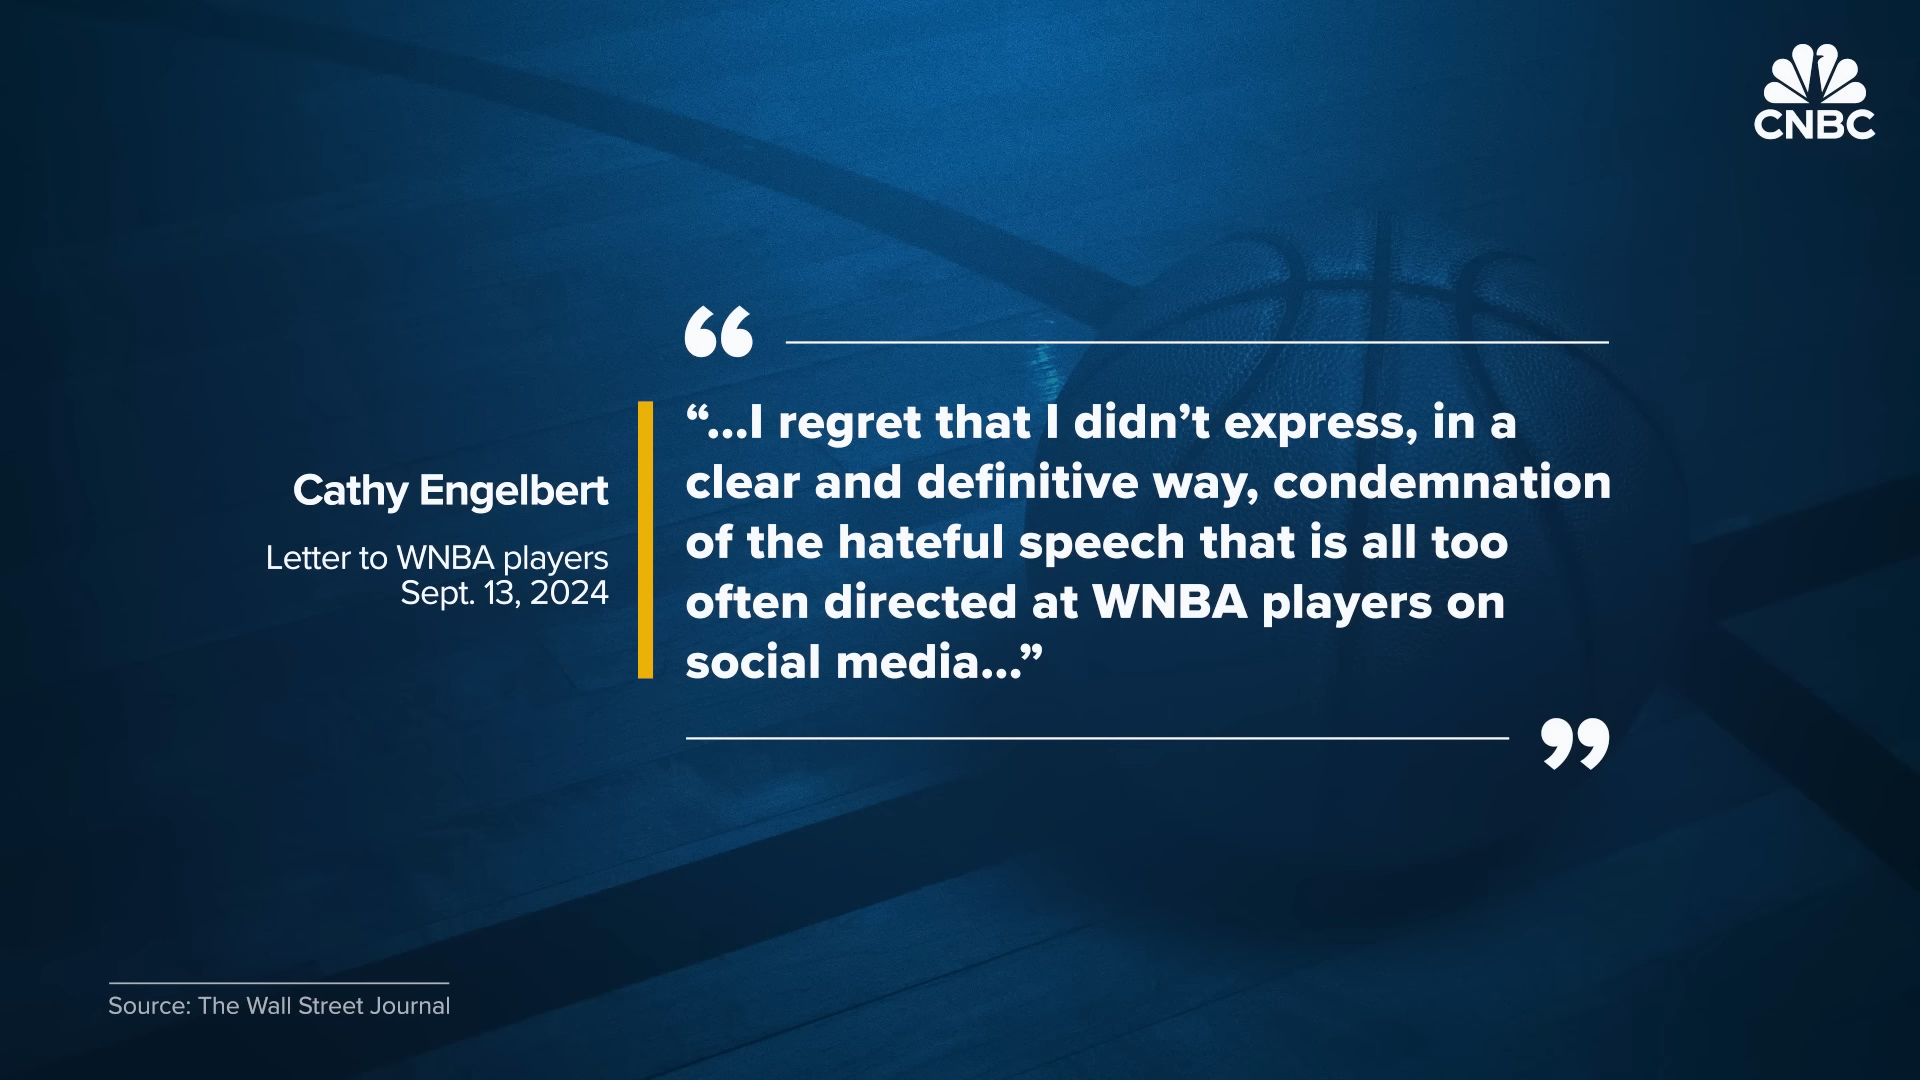 CNBC
“
Cathy Engelbert
Letter to WNBA players
Sept. 13, 2024
“...I regret that I didn’t express, in a
clear and definitive way, condemnation
of the hateful speech that is all too
often directed at WNBA players on
social media...”
”
Source: The Wall Street Journal